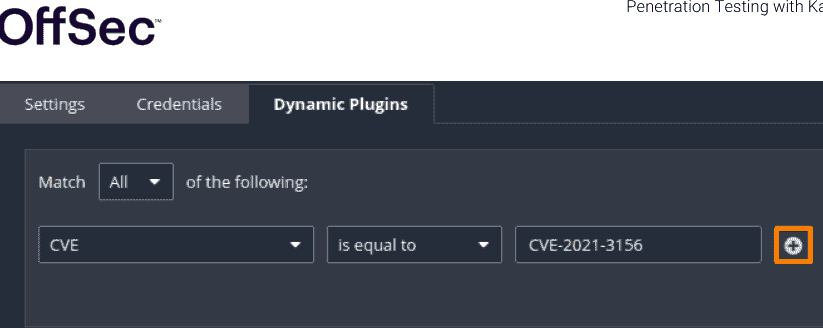 Penetration Testing with Ka
OffSec™
Settings Credentials Dynamic Plugins
Match All of the following:
CVE is equal to CVE-2021-3156